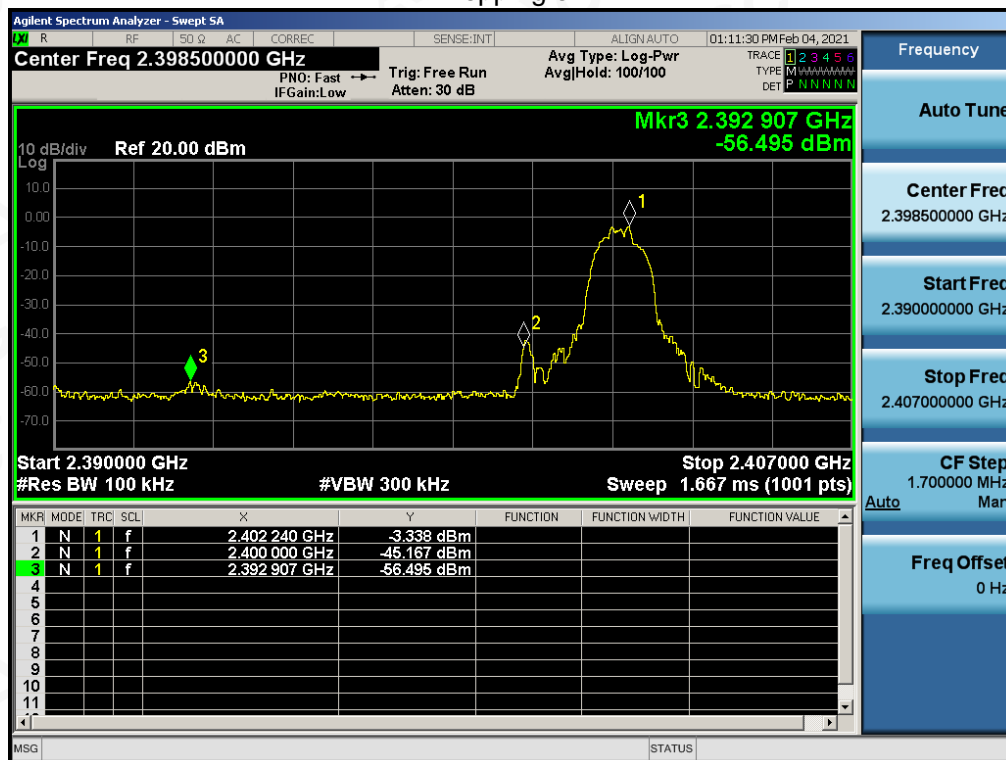 Agilent Spectrum Analyzer - Swept SA
LXI R RF 50 Ω AC CORREC SENSE:INT ALIGN AUTO 01:11:30 PM Feb 04, 2021
Center Freq 2.398500000 GHz
PNO: Fast
IFGain:Low
Trig: Free Run
Atten: 30 dB
Avg Type: Log-Pwr
Avg|Hold: 100/100
TRACE 1 2 3 4 5 6
TYPE M W W W W W
DET P N N N N N
Mkr3 2.392 907 GHz
-56.495 dBm
10 dB/div Ref 20.00 dBm
Log
10.0
0.00
-10.0
-20.0
-30.0
-40.0
-50.0
-60.0
-70.0
1
2
3
Start 2.390000 GHz Stop 2.407000 GHz
#Res BW 100 kHz #VBW 300 kHz Sweep 1.667 ms (1001 pts)
MKR MODE TRC SCL X Y FUNCTION FUNCTION WIDTH FUNCTION VALUE
1 N 1 f 2.402 240 GHz -3.338 dBm
2 N 1 f 2.400 000 GHz -45.167 dBm
3 N 1 f 2.392 907 GHz -56.495 dBm
4
5
6
7
8
9
10
11
MSG STATUS
Frequency
Auto Tune
Center Freq
2.398500000 GHz
Start Freq
2.390000000 GHz
Stop Freq
2.407000000 GHz
CF Step
1.700000 MHz
Auto Man
Freq Offset
0 Hz